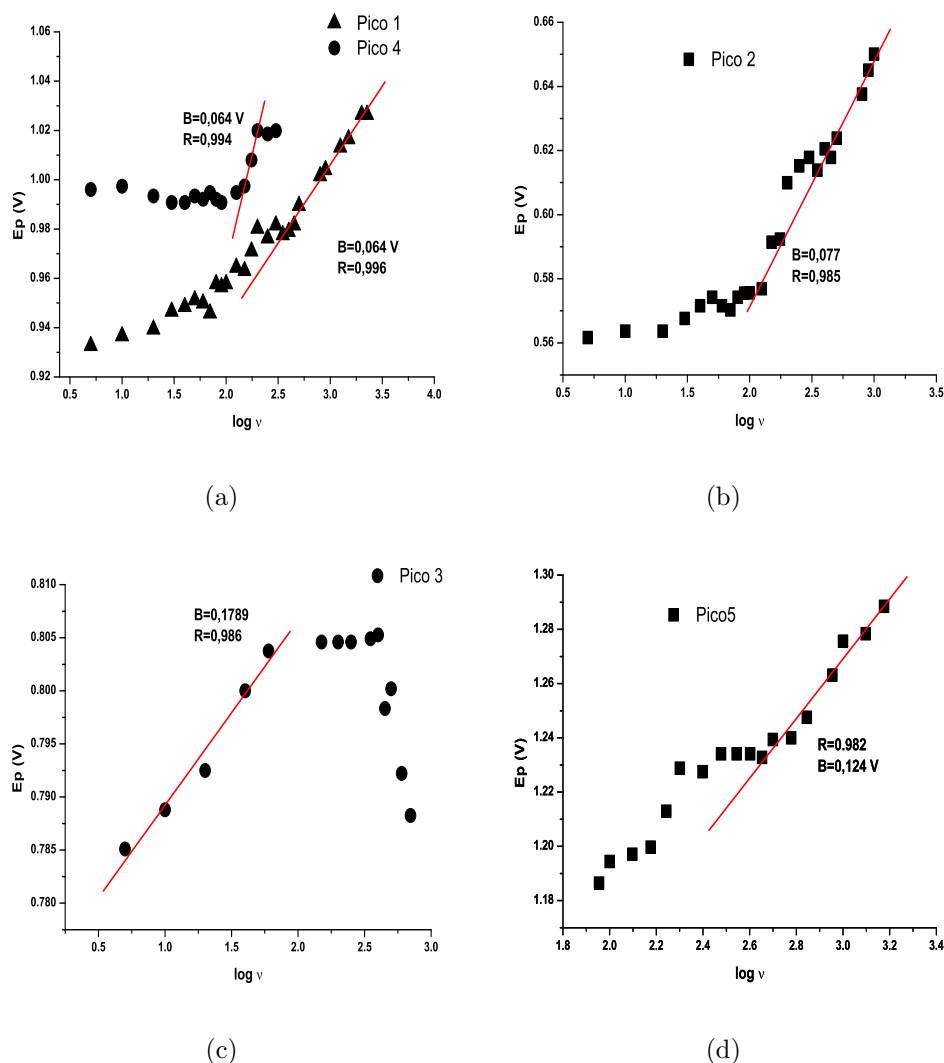 Pico 1
Pico 4
1.06
1.04
1.02
1.00
0.98
0.96
0.94
0.92
Ep (V)
B=0,064 V
R=0,994
B=0,064 V
R=0,996
0.5 1.0 1.5 2.0 2.5 3.0 3.5 4.0
log ν
(a)
Pico 2
0.66
0.64
0.62
0.60
0.58
0.56
Ep (V)
B=0,077
R=0,985
0.5 1.0 1.5 2.0 2.5 3.0 3.5
log ν
(b)
Pico 3
0.810
0.805
0.800
0.795
0.790
0.785
0.780
Ep (V)
B=0,1789
R=0,986
0.5 1.0 1.5 2.0 2.5 3.0
log ν
(c)
Pico5
1.30
1.28
1.26
1.24
1.22
1.20
1.18
Ep (V)
R=0.982
B=0,124 V
1.8 2.0 2.2 2.4 2.6 2.8 3.0 3.2 3.4
log ν
(d)